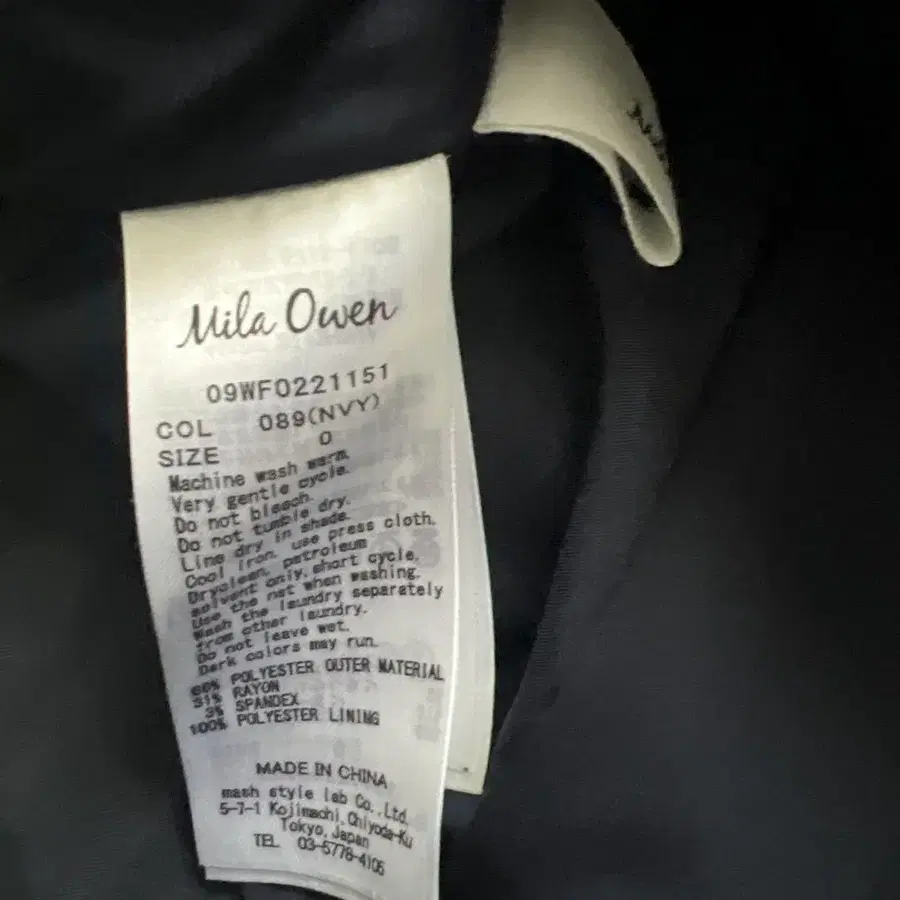 Mila Owen
09WF0221151
COL 089(NVY)
SIZE 0
Machine wash warm.
Very gentle cycle.
Do not bleach.
Do not tumble dry.
Line dry in shade.
Cool iron. use press cloth.
Dryclean, petroleum
solvent only, short cycle.
Use the net when washing.
Wash the laundry separately
from other laundry.
Do not leave wet.
Dark colors may run.
66% POLYESTER OUTER MATERIAL
31% RAYON
3% SPANDEX
100% POLYESTER LINING
MADE IN CHINA
mash style lab Co.,Ltd.
5-7-1 Kojimachi,Chiyoda-Ku
Tokyo,Japan
TEL 03-5778-4106